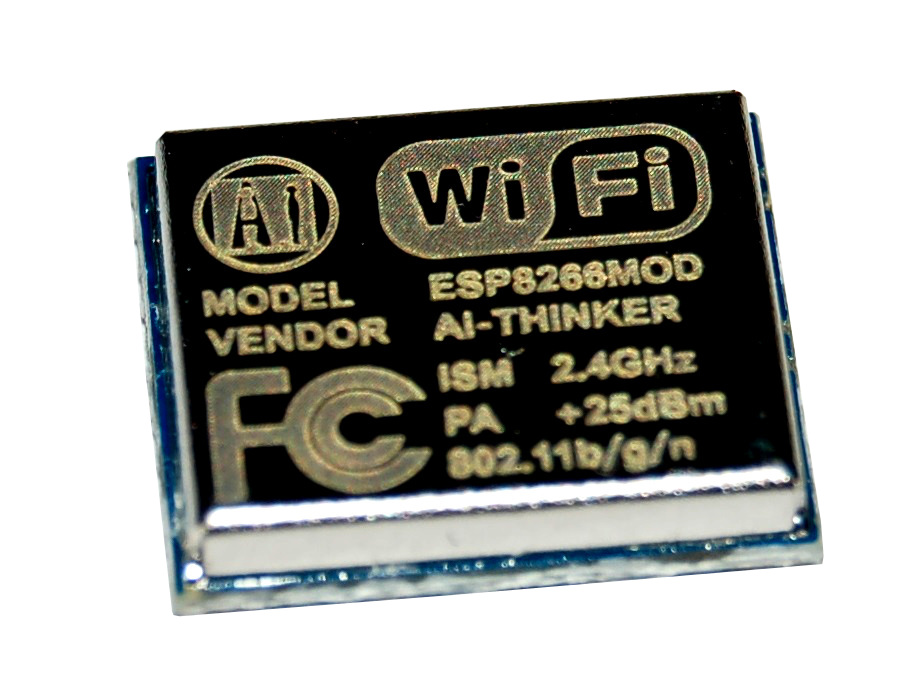 AI WiFi
MODEL ESP8266MOD
VENDOR AI-THINKER
FC ISM 2.4GHz
PA +25dBm
802.11b/g/n